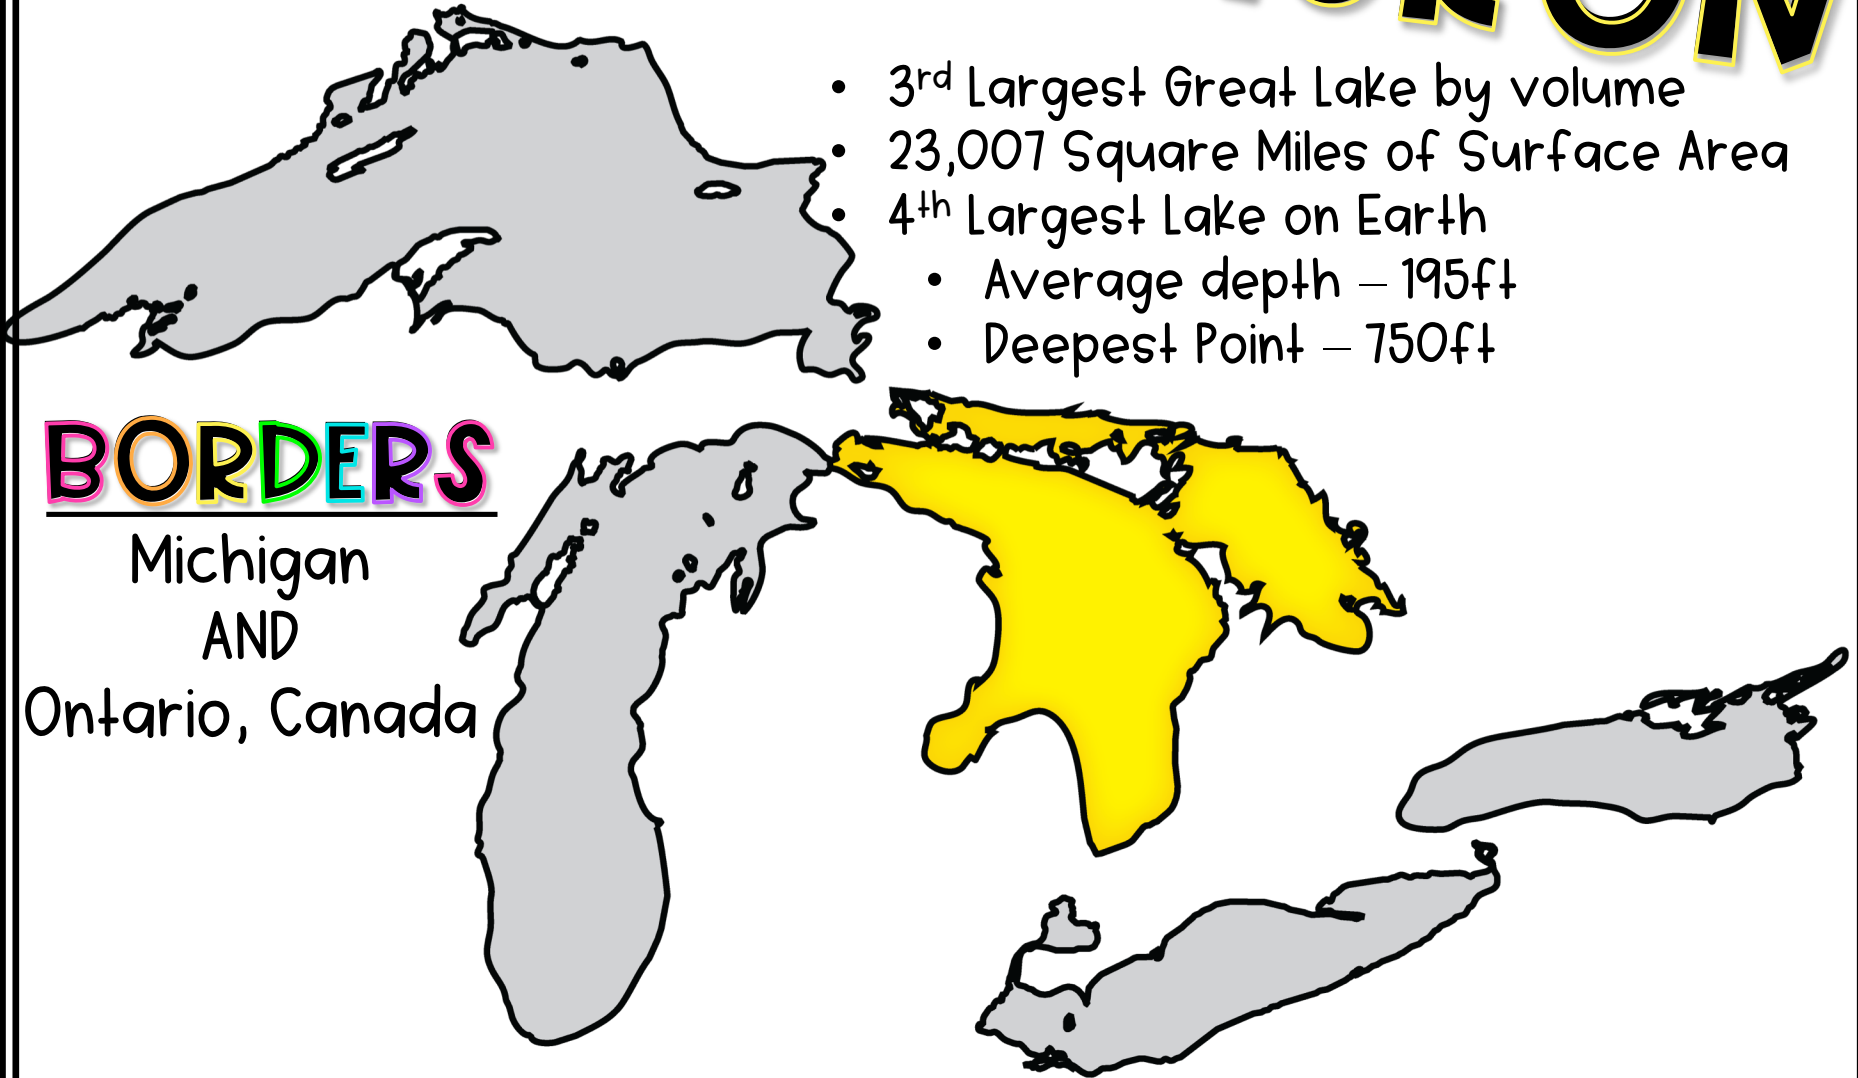 • 3rd Largest Great Lake by volume
• 23,007 Square Miles of Surface Area
• 4th Largest Lake on Earth
• Average depth – 195ft
• Deepest Point – 750ft
BORDERS
Michigan
AND
Ontario, Canada